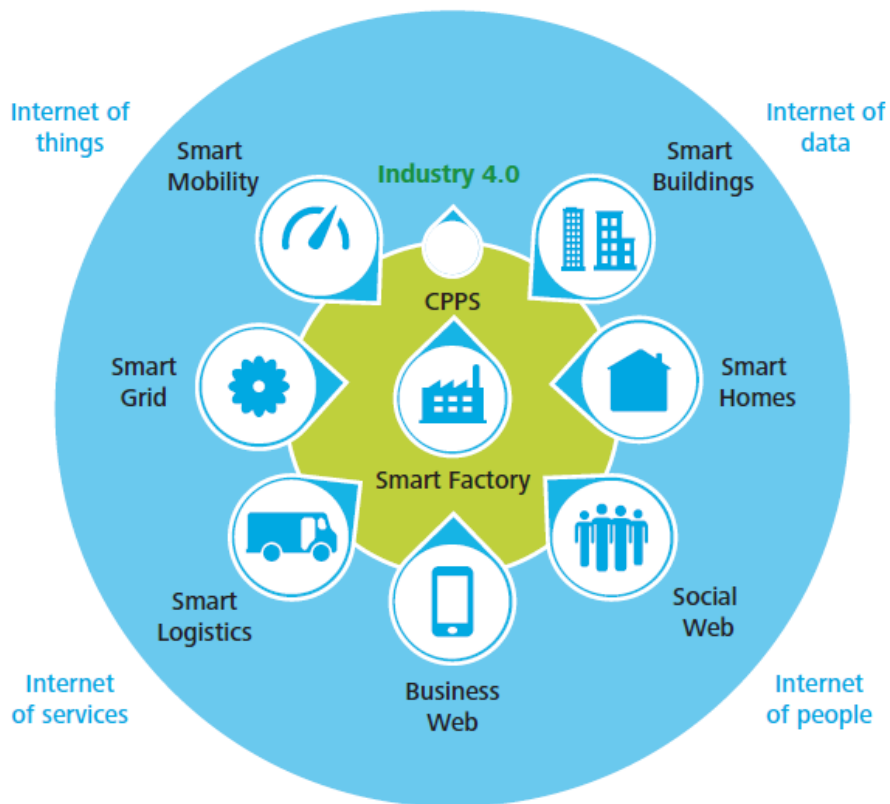 Internet of
things
Internet of
data
Smart
Mobility
Industry 4.0
Smart
Buildings
CPPS
Smart
Grid
Smart
Homes
Smart Factory
Smart
Logistics
Social
Web
Business
Web
Internet
of services
Internet
of people